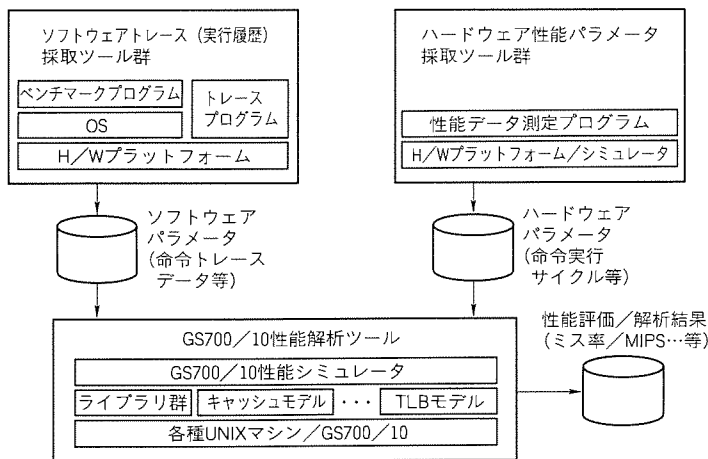 ソフトウェアトレース（実行履歴）
採取ツール群
ベンチマークプログラム
OS
トレース
プログラム
H／Wプラットフォーム
ハードウェア性能パラメータ
採取ツール群
性能データ測定プログラム
H／Wプラットフォーム／シミュレータ
ソフトウェア
パラメータ
（命令トレース
データ等）
ハードウェア
パラメータ
（命令実行
サイクル等）
GS700／10性能解析ツール
GS700／10性能シミュレータ
ライブラリ群
キャッシュモデル
・・・
TLBモデル
各種UNIXマシン／GS700／10
性能評価／解析結果
（ミス率／MIPS…等）